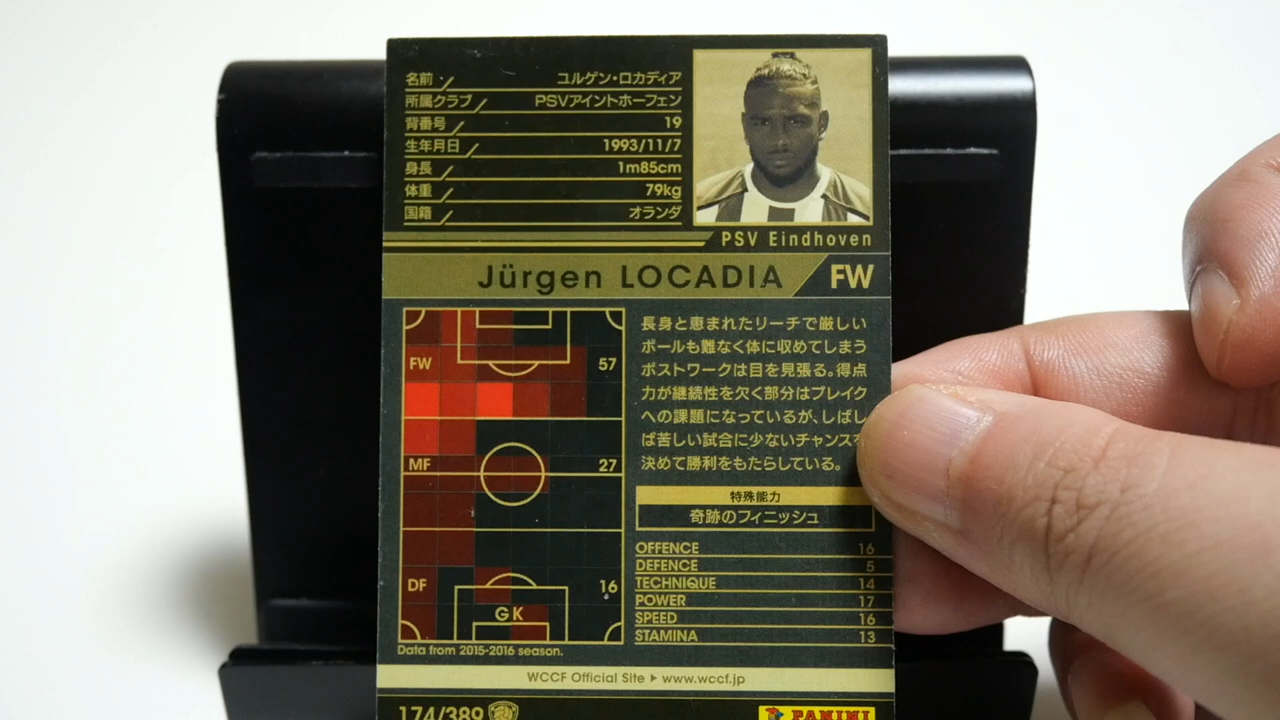 名前 ユルゲン・ロカディア
所属クラブ PSVアイントホーフェン
背番号 19
生年月日 1993/11/7
身長 1m85cm
体重 79kg
国籍 オランダ
PSV Eindhoven
Jürgen LOCADIA FW
FW 57
MF 27
DF 16
GK
Data from 2015-2016 season.
長身と恵まれたリーチで厳しい
ボールも難なく体に収めてしまう
ポストワークは目を見張る。得点
力が継続性を欠く部分はブレイク
への課題になっているが、しばし
ば苦しい試合に少ないチャンスを
決めて勝利をもたらしている。
特殊能力
奇跡のフィニッシュ
OFFENCE 16
DEFENCE 5
TECHNIQUE 14
POWER 17
SPEED 16
STAMINA 13
WCCF Official Site ▶ www.wccf.jp
174/389 PANINI